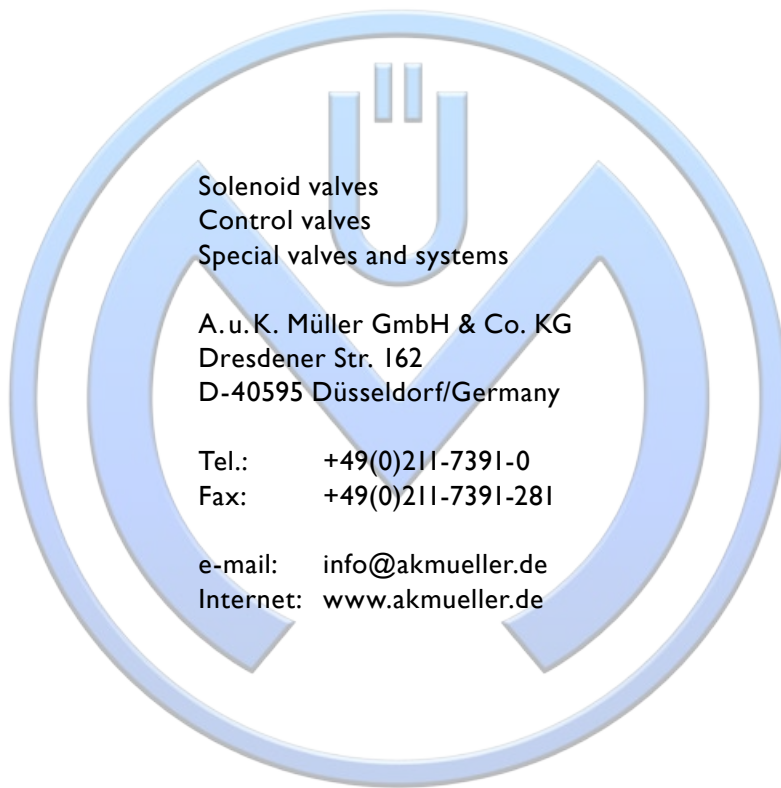 Solenoid valves
Control valves
Special valves and systems
A.u.K. Müller GmbH & Co. KG
Dresdener Str. 162
D-40595 Düsseldorf/Germany
Tel.: +49(0)211-7391-0
Fax: +49(0)211-7391-281
e-mail: info@akmueller.de
Internet: www.akmueller.de